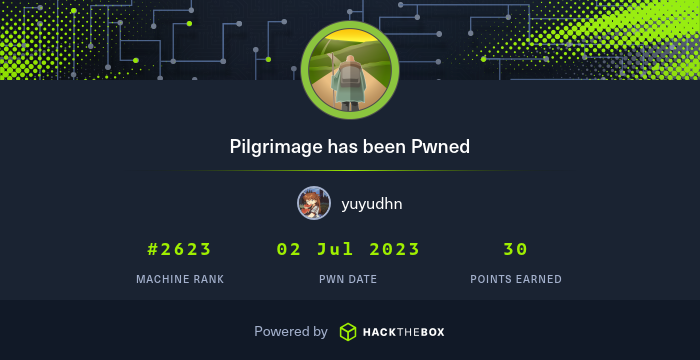 Pilgrimage has been Pwned
yuyudhn
#2623 02 Jul 2023 30
MACHINE RANK PWN DATE POINTS EARNED
Powered by HACKTHEBOX